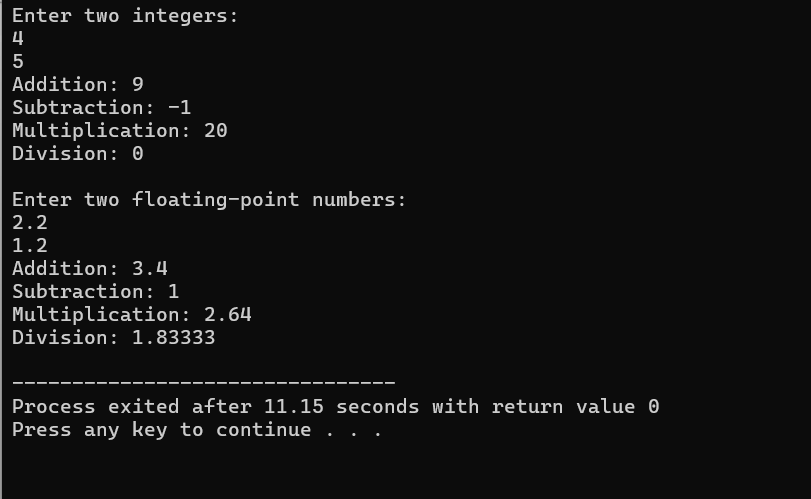 Enter two integers:
4
5
Addition: 9
Subtraction: -1
Multiplication: 20
Division: 0
Enter two floating-point numbers:
2.2
1.2
Addition: 3.4
Subtraction: 1
Multiplication: 2.64
Division: 1.83333
--------------------------------
Process exited after 11.15 seconds with return value 0
Press any key to continue . . .